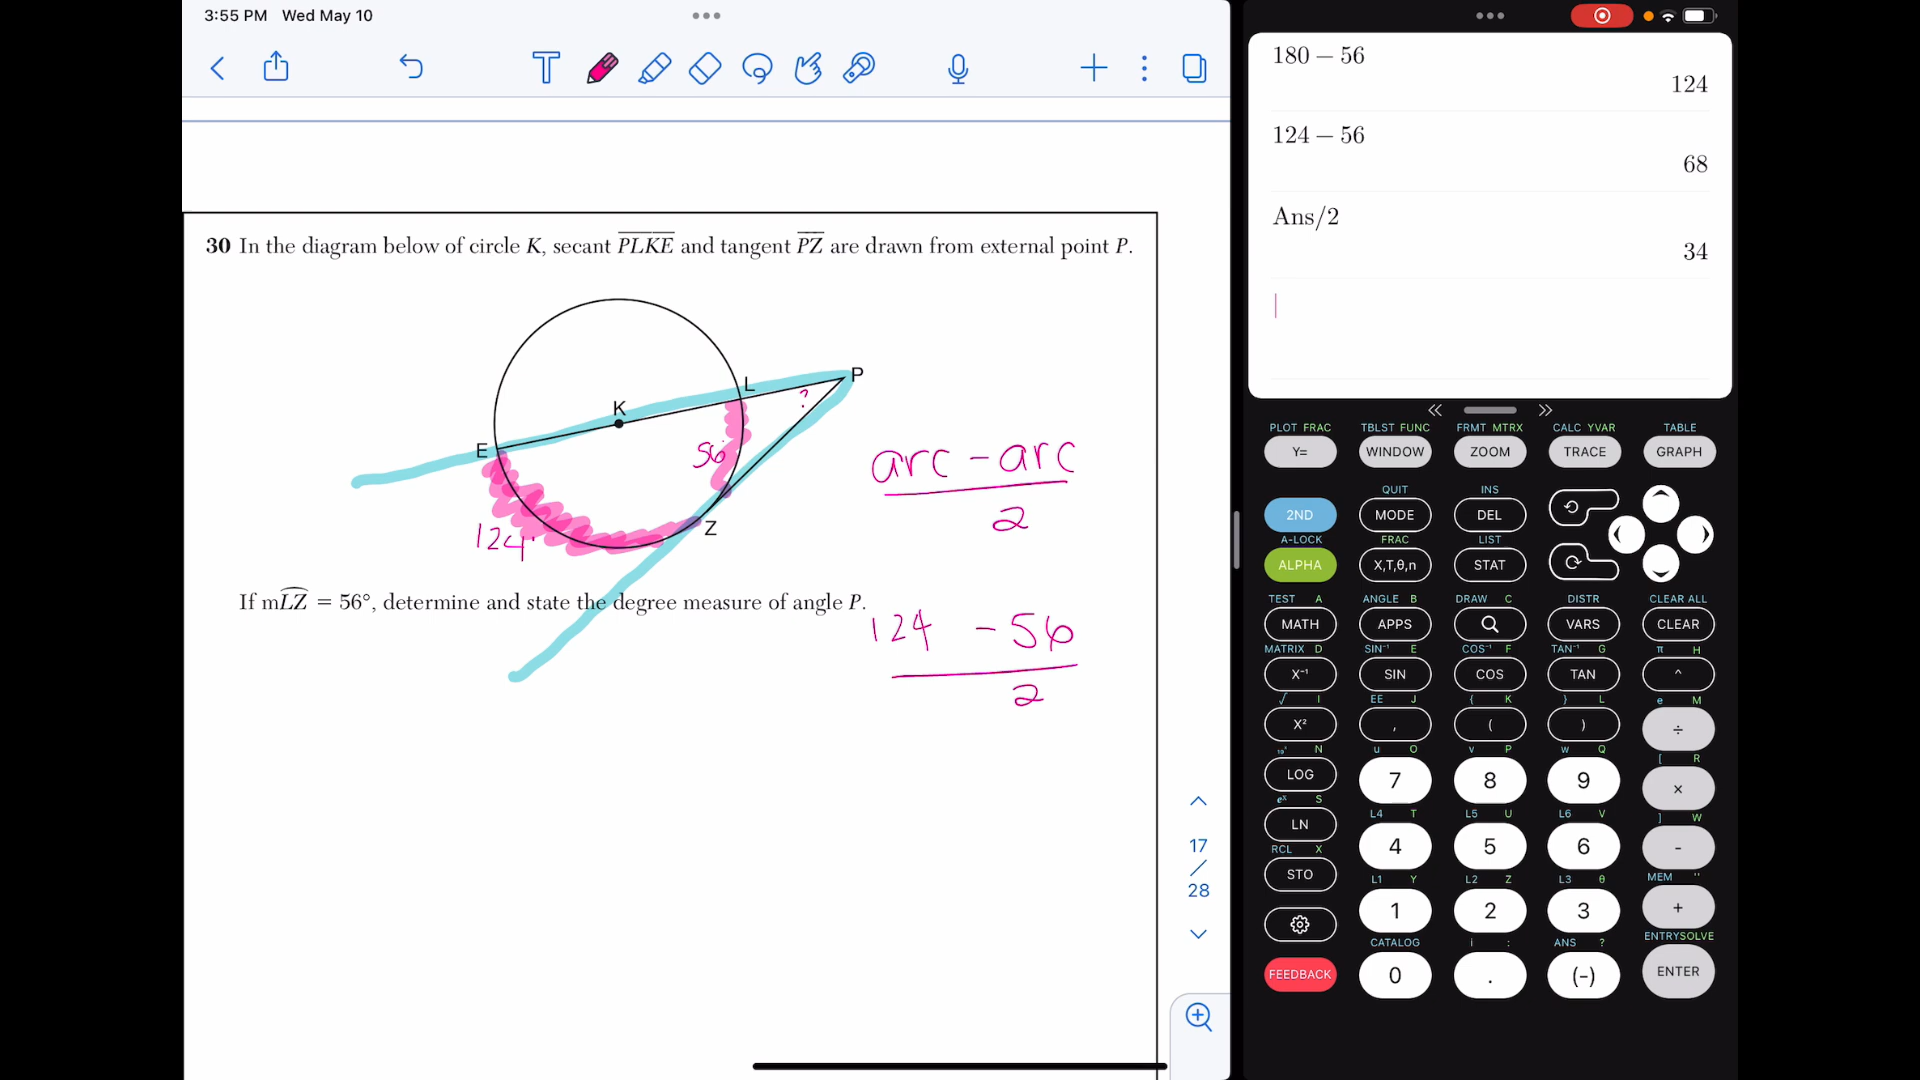 3:55 PM Wed May 10
30 In the diagram below of circle K, secant PLKE and tangent PZ are drawn from external point P.
K
L
P
?
E
56°
Z
124°
arc - arc
2
If mLZ = 56°, determine and state the degree measure of angle P.
124 - 56
2
17
/
28
180 – 56
124
124 – 56
68
Ans/2
34
PLOT FRAC TBLST FUNC FRMT MTRX CALC YVAR TABLE
Y= WINDOW ZOOM TRACE GRAPH
QUIT INS
2ND MODE DEL
A-LOCK FRAC LIST
ALPHA X,T,θ,n STAT
TEST A ANGLE B DRAW C DISTR CLEAR ALL
MATH APPS VARS CLEAR
MATRIX D SIN⁻¹ E COS⁻¹ F TAN⁻¹ G π H
X⁻¹ SIN COS TAN ^
√ I EE J { K } L e M
X² , ( ) ÷
N u O v P w Q [ R
LOG 7 8 9 ×
eˣ S L4 T L5 U L6 V ] W
LN 4 5 6 -
RCL X L1 Y L2 Z L3 θ MEM "
STO 1 2 3 +
CATALOG i : ANS ? ENTRY SOLVE
FEEDBACK 0 . (–) ENTER